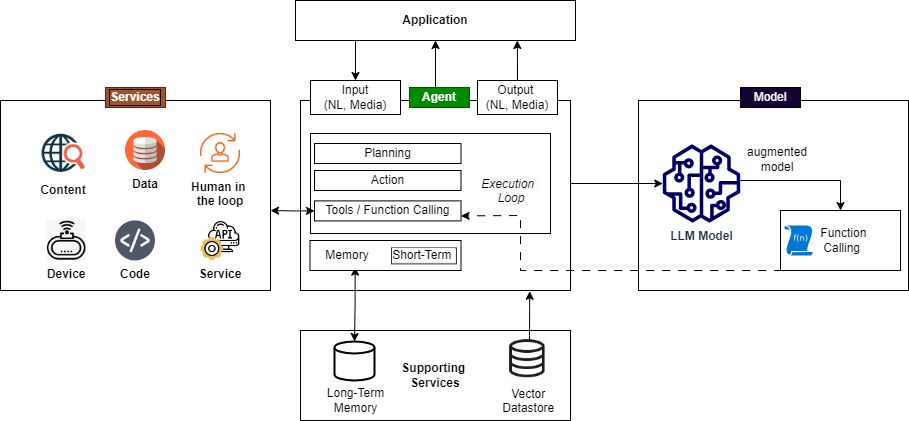 Application
Input
(NL, Media)
Agent
Output
(NL, Media)
Services
Content
Data
Human in
the loop
Device
Code
API
Service
Planning
Action
Tools / Function Calling
Execution
Loop
Memory
Short-Term
Model
augmented
model
LLM Model
f(n)
Function
Calling
Long-Term
Memory
Supporting
Services
Vector
Datastore